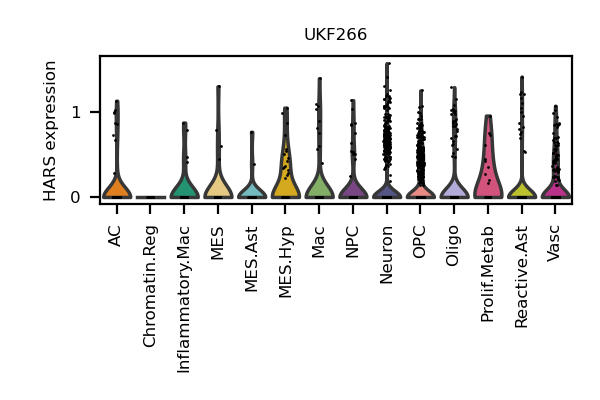 UKF266
HARS expression
1
0
AC
Chromatin.Reg
Inflammatory.Mac
MES
MES.Ast
MES.Hyp
Mac
NPC
Neuron
OPC
Oligo
Prolif.Metab
Reactive.Ast
Vasc